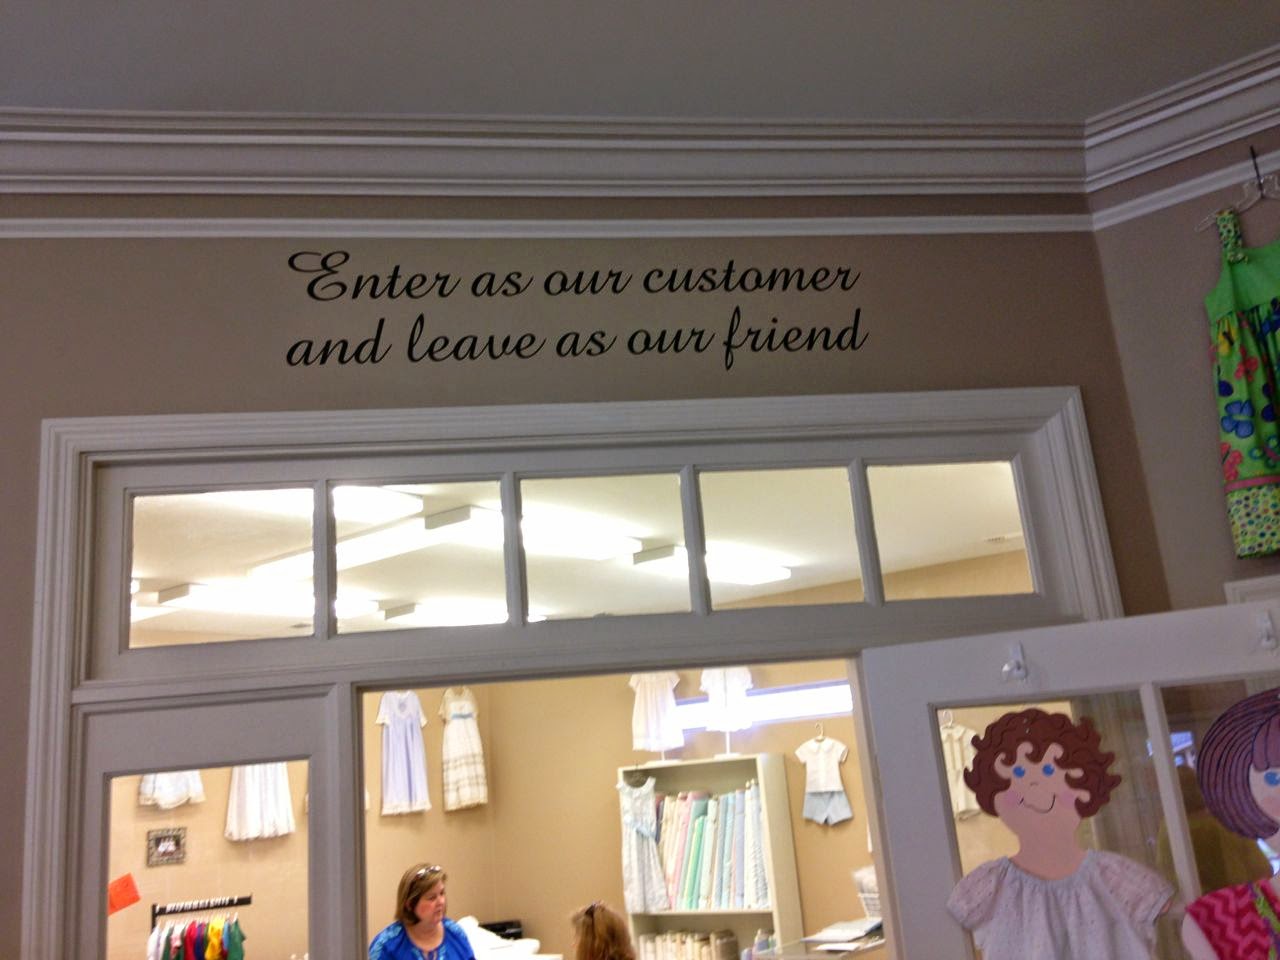 Enter as our customer
and leave as our friend